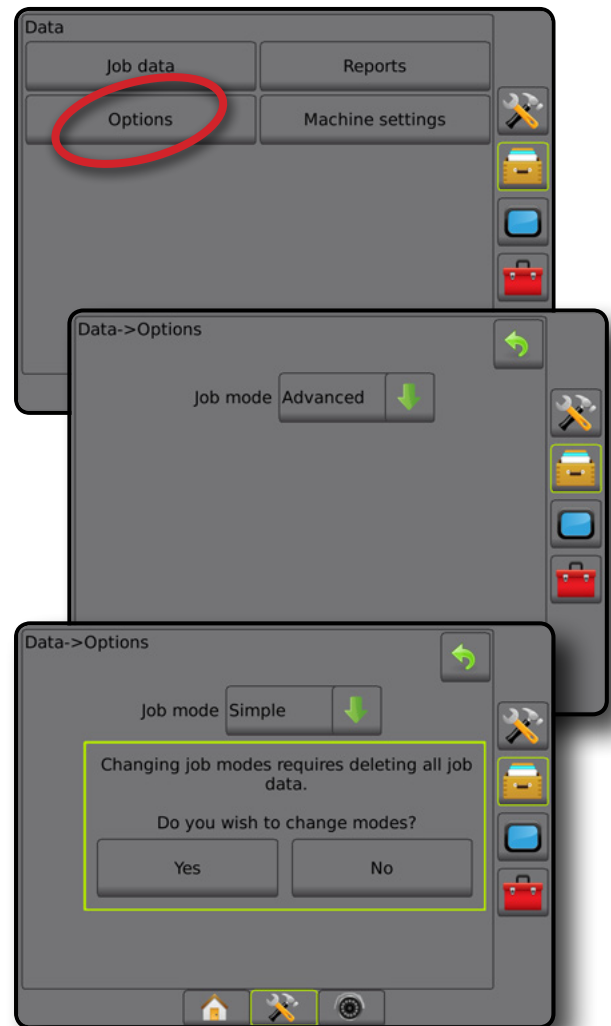 Data
Job data Reports
Options Machine settings
Data->Options
Job mode Advanced
Data->Options
Job mode Simple
Changing job modes requires deleting all job
data.
Do you wish to change modes?
Yes No